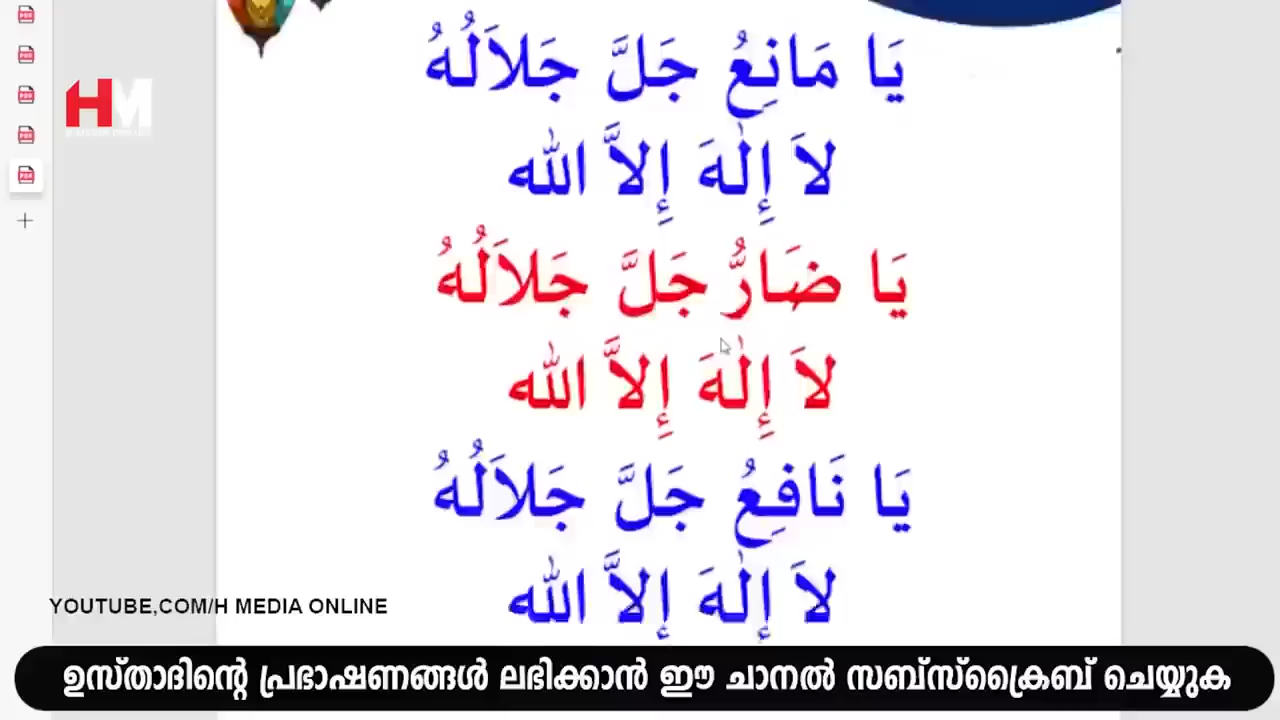 يَا مَانِعُ جَلَّ جَلاَلُهُ
HM
لاَ إِلٰهَ إِلاَّ الله
يَا ضَارُّ جَلَّ جَلاَلُهُ
لاَ إِلٰهَ إِلاَّ الله
يَا نَافِعُ جَلَّ جَلاَلُهُ
لاَ إِلٰهَ إِلاَّ الله
YOUTUBE,COM/H MEDIA ONLINE
ഉസ്താദിന്റെ പ്രഭാഷണങ്ങൾ ലഭിക്കാൻ ഈ ചാനൽ സബ്സ്ക്രൈബ് ചെയ്യുക